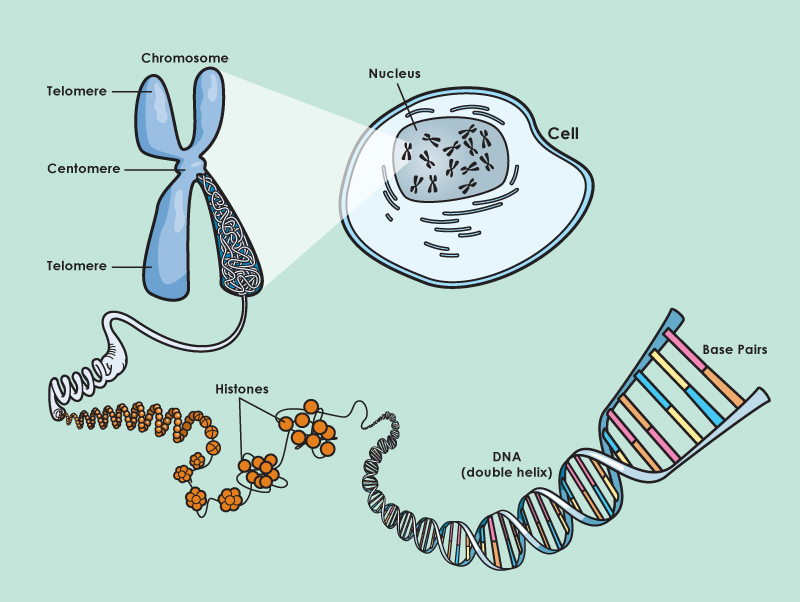 Chromosome
Telomere
Centomere
Telomere
Nucleus
Cell
Histones
DNA
(double helix)
Base Pairs